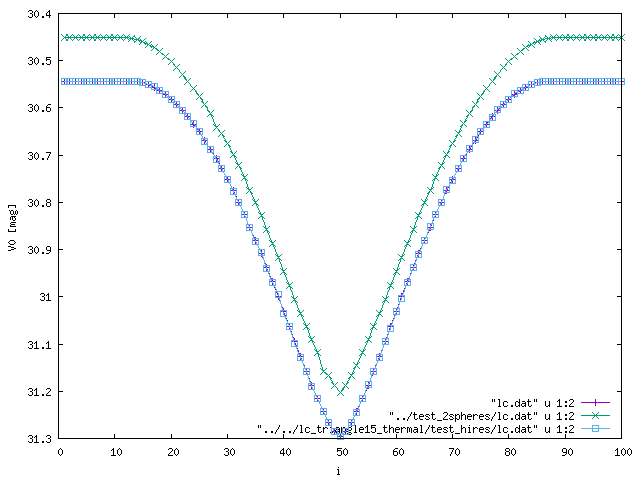 30.4
30.5
30.6
30.7
30.8
30.9
31
31.1
31.2
31.3
V0 [mag]
"lc.dat" u 1:2
"../test_2spheres/lc.dat" u 1:2
"../../lc_triangle15_thermal/test_hires/lc.dat" u 1:2
0 10 20 30 40 50 60 70 80 90 100
i